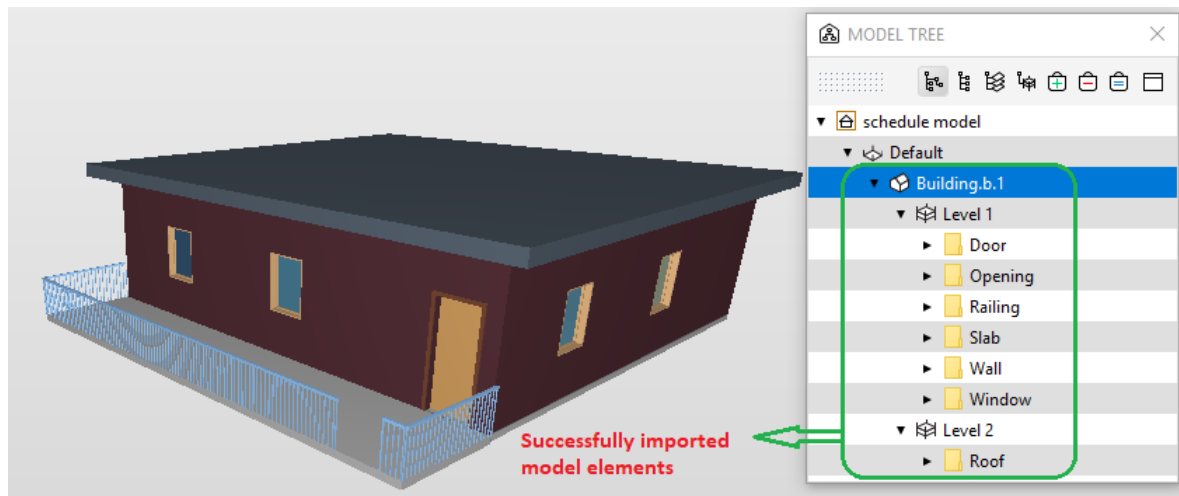 MODEL TREE
schedule model
Default
Building.b.1
Level 1
Door
Opening
Railing
Slab
Wall
Window
Level 2
Roof
Successfully imported
model elements